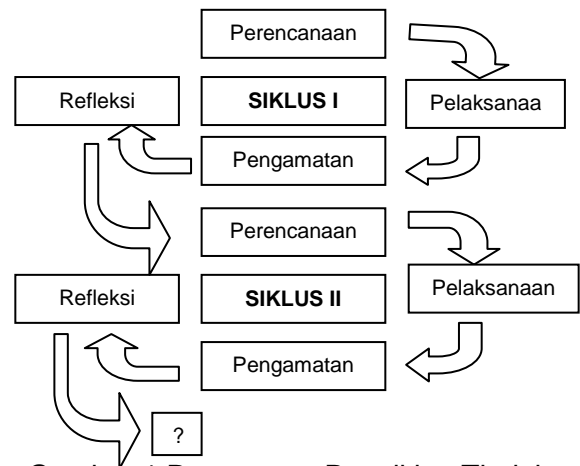 Perencanaan
Refleksi
SIKLUS I
Pelaksanaa
Pengamatan
Perencanaan
Refleksi
SIKLUS II
Pelaksanaan
Pengamatan
?